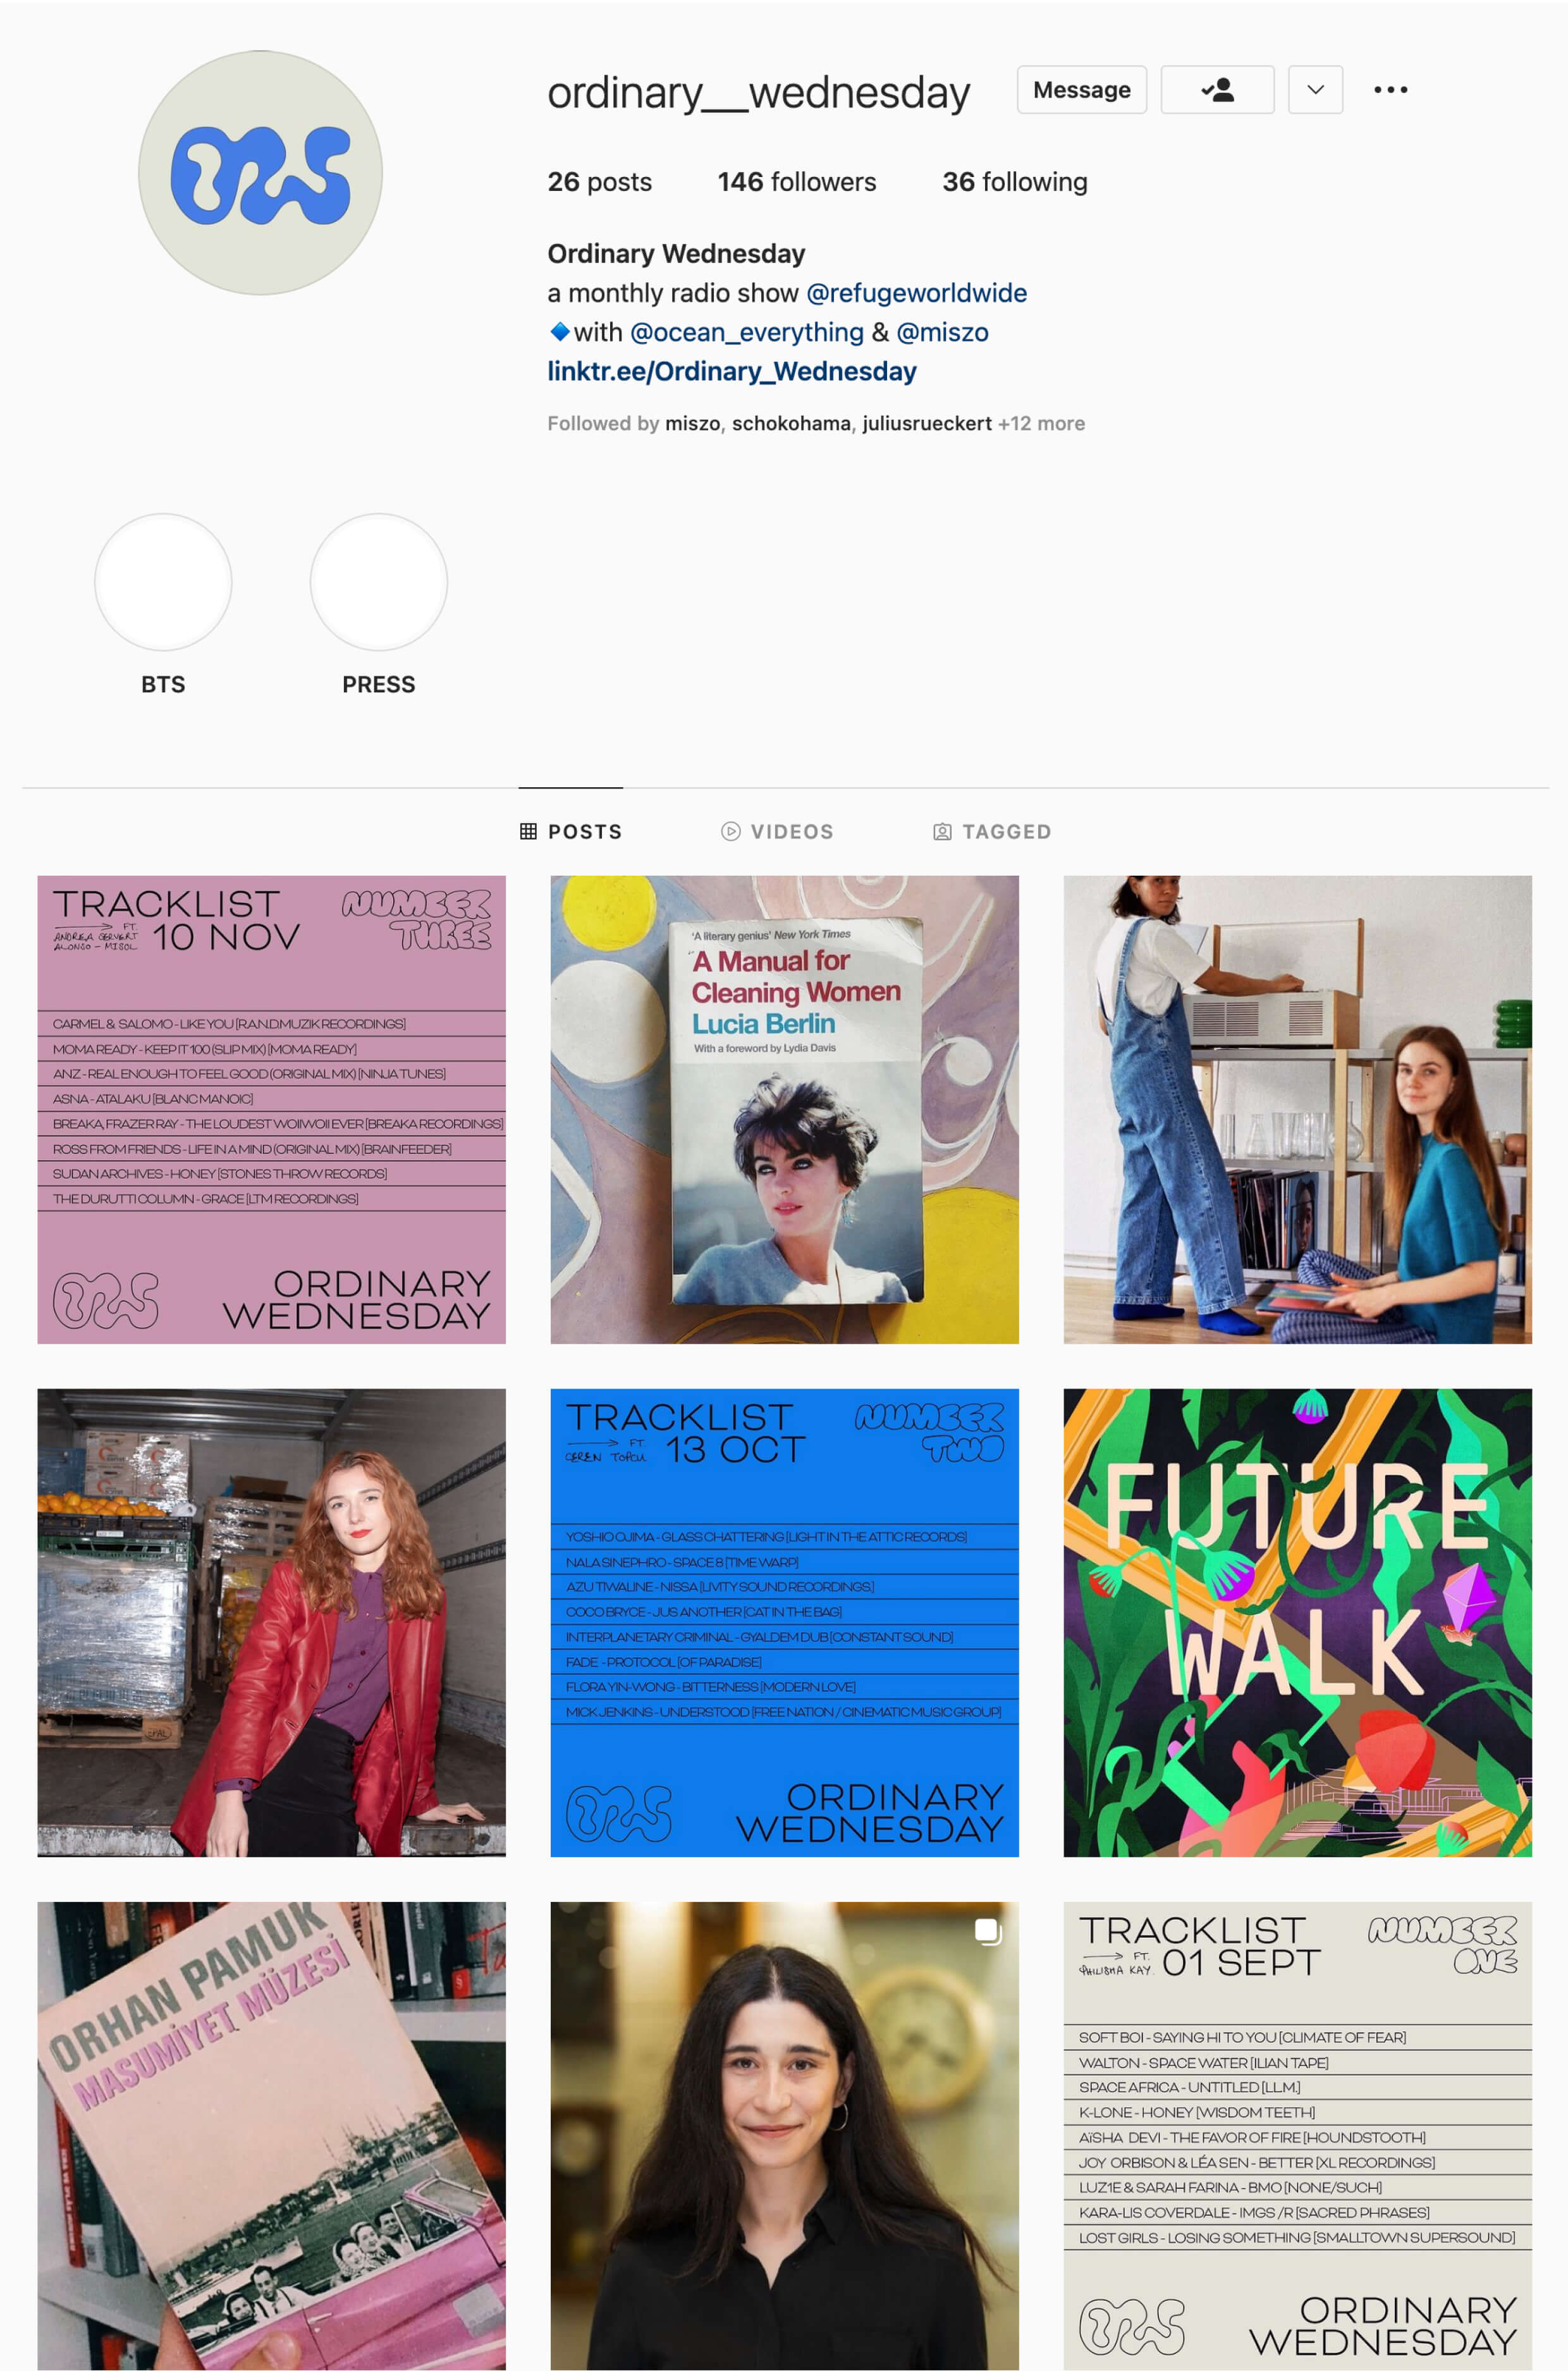 ordinary__wednesday
Message
26 posts 146 followers 36 following
Ordinary Wednesday
a monthly radio show @refugeworldwide
with @ocean_everything & @miszo
linktr.ee/Ordinary_Wednesday
Followed by miszo, schokohama, juliusrueckert +12 more
BTS
PRESS
POSTS
VIDEOS
TAGGED
TRACKLIST
FT.
10 NOV
ALONSO - MISOL
NUMBER
THREE
CARMEL & SALOMO - LIKE YOU [R.A.N.D.MUZIK RECORDINGS]
MOMA READY - KEEP IT 100 (SLIP MIX) [MOMA READY]
ANZ - REAL ENOUGH TO FEEL GOOD (ORIGINAL MIX) [NINJA TUNES]
ASNA - ATALAKU [BLANC MANOIC]
BREAKA, FRAZER RAY - THE LOUDEST WOIIWOII EVER [BREAKA RECORDINGS]
ROSS FROM FRIENDS - LIFE IN A MIND (ORIGINAL MIX) [BRAINFEEDER]
SUDAN ARCHIVES - HONEY [STONES THROW RECORDS]
THE DURUTTI COLUMN - GRACE [LTM RECORDINGS]
ORDINARY
WEDNESDAY
'A literary genius' New York Times
A Manual for
Cleaning Women
Lucia Berlin
With a foreword by Lydia Davis
TRACKLIST
FT.
13 OCT
NUMBER
TWO
YOSHIO OJIMA - GLASS CHATTERING [LIGHT IN THE ATTIC RECORDS]
NALA SINEPHRO - SPACE 8 [TIME WARP]
AZU TIWALINE - NISSA [LIVITY SOUND RECORDINGS]
COCO BRYCE - JUS ANOTHER [CAT IN THE BAG]
INTERPLANETARY CRIMINAL - GYALDEM DUB [CONSTANT SOUND]
FADE - PROTOCOL [OF PARADISE]
FLORA YIN-WONG - BITTERNESS [MODERN LOVE]
MICK JENKINS - UNDERSTOOD [FREE NATION / CINEMATIC MUSIC GROUP]
ORDINARY
WEDNESDAY
FUTURE
WALK
ORHAN PAMUK
MASUMİYET MÜZESİ
TRACKLIST
FT.
PHILISHA KAY.
01 SEPT
NUMBER
ONE
SOFT BOI - SAYING HI TO YOU [CLIMATE OF FEAR]
WALTON - SPACE WATER [ILIAN TAPE]
SPACE AFRICA - UNTITLED [LLM.]
K-LONE - HONEY [WISDOM TEETH]
AïSHA DEVI - THE FAVOR OF FIRE [HOUNDSTOOTH]
JOY ORBISON & LÉA SEN - BETTER [XL RECORDINGS]
LUZ1E & SARAH FARINA - BMO [NONE/SUCH]
KARA-LIS COVERDALE - IMGS /R [SACRED PHRASES]
LOST GIRLS - LOSING SOMETHING [SMALLTOWN SUPERSOUND]
ORDINARY
WEDNESDAY